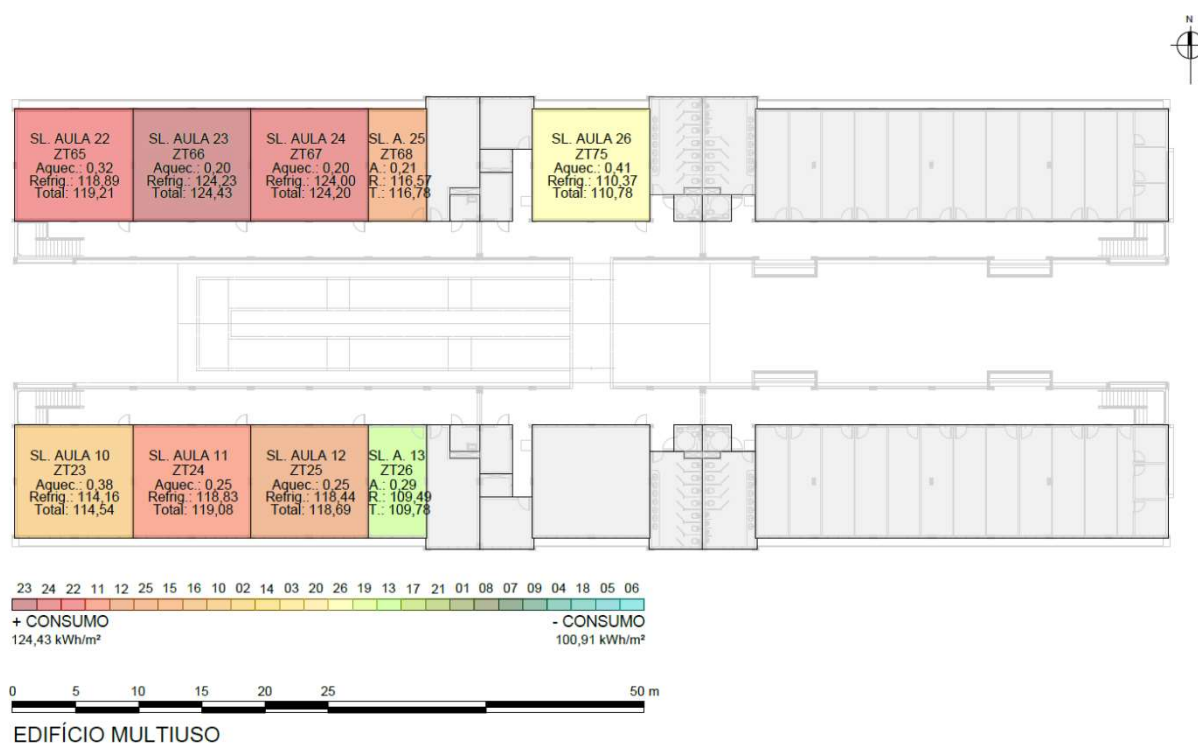 N
SL. AULA 22
ZT65
Aquec.: 0,32
Refrig.: 118,89
Total: 119,21
SL. AULA 23
ZT66
Aquec.: 0,20
Refrig.: 124,23
Total: 124,43
SL. AULA 24
ZT67
Aquec.: 0,20
Refrig.: 124,00
Total: 124,20
SL. A. 25
ZT68
A.: 0,21
R.: 116,57
T.: 116,78
SL. AULA 26
ZT75
Aquec.: 0,41
Refrig.: 110,37
Total: 110,78
SL. AULA 10
ZT23
Aquec.: 0,38
Refrig.: 114,16
Total: 114,54
SL. AULA 11
ZT24
Aquec.: 0,25
Refrig.: 118,83
Total: 119,08
SL. AULA 12
ZT25
Aquec.: 0,25
Refrig.: 118,44
Total: 118,69
SL. A. 13
ZT26
A.: 0,29
R.: 109,49
T.: 109,78
23 24 22 11 12 25 15 16 10 02 14 03 20 26 19 13 17 21 01 08 07 09 04 18 05 06
+ CONSUMO - CONSUMO
124,43 kWh/m² 100,91 kWh/m²
0 5 10 15 20 25 50 m
EDIFÍCIO MULTIUSO